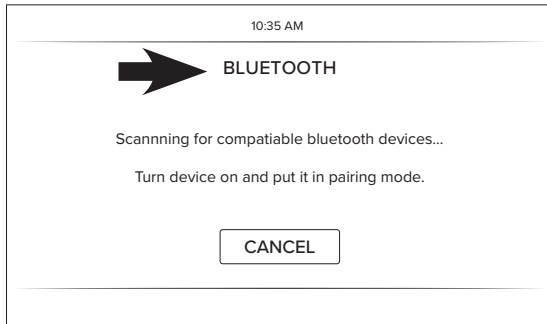 10:35 AM
BLUETOOTH
Scannning for compatiable bluetooth devices...
Turn device on and put it in pairing mode.
CANCEL